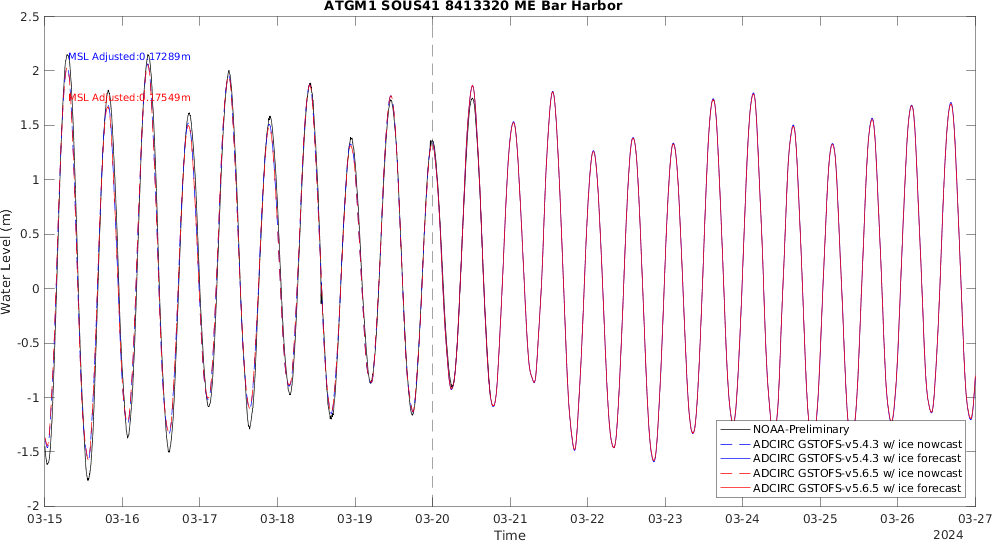 ATGM1 SOUS41 8413320 ME Bar Harbor
2.5
2
1.5
1
0.5
0
-0.5
-1
-1.5
-2
Water Level (m)
MSL Adjusted:0.17289m
MSL Adjusted:0.17549m
NOAA-Preliminary
ADCIRC GSTOFS-v5.4.3 w/ ice nowcast
ADCIRC GSTOFS-v5.4.3 w/ ice forecast
ADCIRC GSTOFS-v5.6.5 w/ ice nowcast
ADCIRC GSTOFS-v5.6.5 w/ ice forecast
03-15 03-16 03-17 03-18 03-19 03-20 03-21 03-22 03-23 03-24 03-25 03-26 03-27
Time
2024